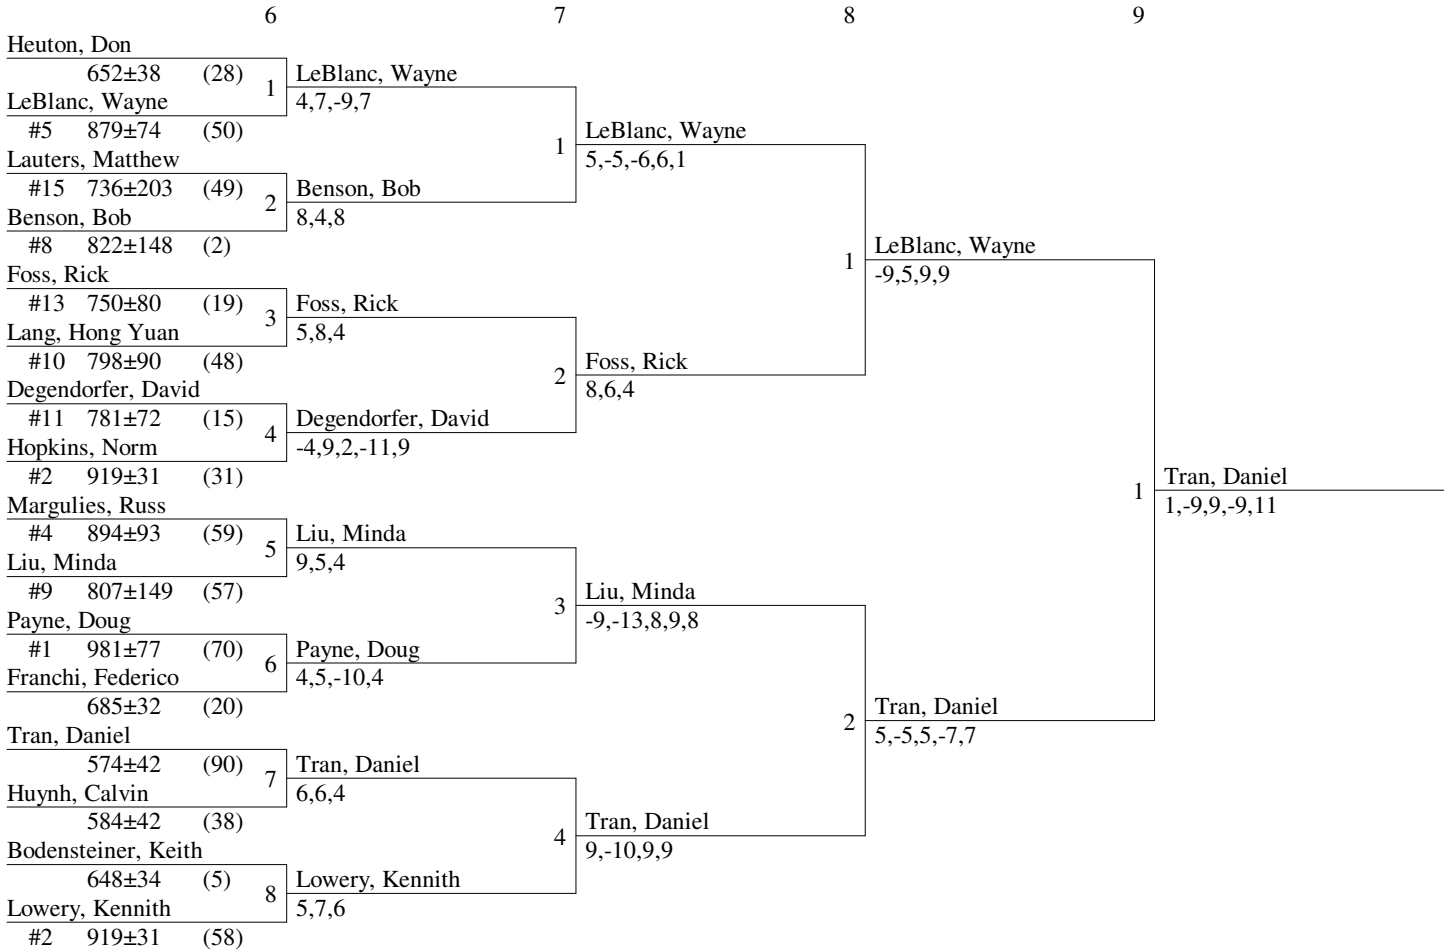 6 7 8 9
Heuton, Don
652±38 (28)
1
LeBlanc, Wayne
4,7,-9,7
LeBlanc, Wayne
#5 879±74 (50)
1
LeBlanc, Wayne
5,-5,-6,6,1
Lauters, Matthew
#15 736±203 (49)
2
Benson, Bob
8,4,8
Benson, Bob
#8 822±148 (2)
1
LeBlanc, Wayne
-9,5,9,9
Foss, Rick
#13 750±80 (19)
3
Foss, Rick
5,8,4
Lang, Hong Yuan
#10 798±90 (48)
2
Foss, Rick
8,6,4
Degendorfer, David
#11 781±72 (15)
4
Degendorfer, David
-4,9,2,-11,9
Hopkins, Norm
#2 919±31 (31)
1
Tran, Daniel
1,-9,9,-9,11
Margulies, Russ
#4 894±93 (59)
5
Liu, Minda
9,5,4
Liu, Minda
#9 807±149 (57)
3
Liu, Minda
-9,-13,8,9,8
Payne, Doug
#1 981±77 (70)
6
Payne, Doug
4,5,-10,4
Franchi, Federico
685±32 (20)
2
Tran, Daniel
5,-5,5,-7,7
Tran, Daniel
574±42 (90)
7
Tran, Daniel
6,6,4
Huynh, Calvin
584±42 (38)
4
Tran, Daniel
9,-10,9,9
Bodensteiner, Keith
648±34 (5)
8
Lowery, Kennith
5,7,6
Lowery, Kennith
#2 919±31 (58)